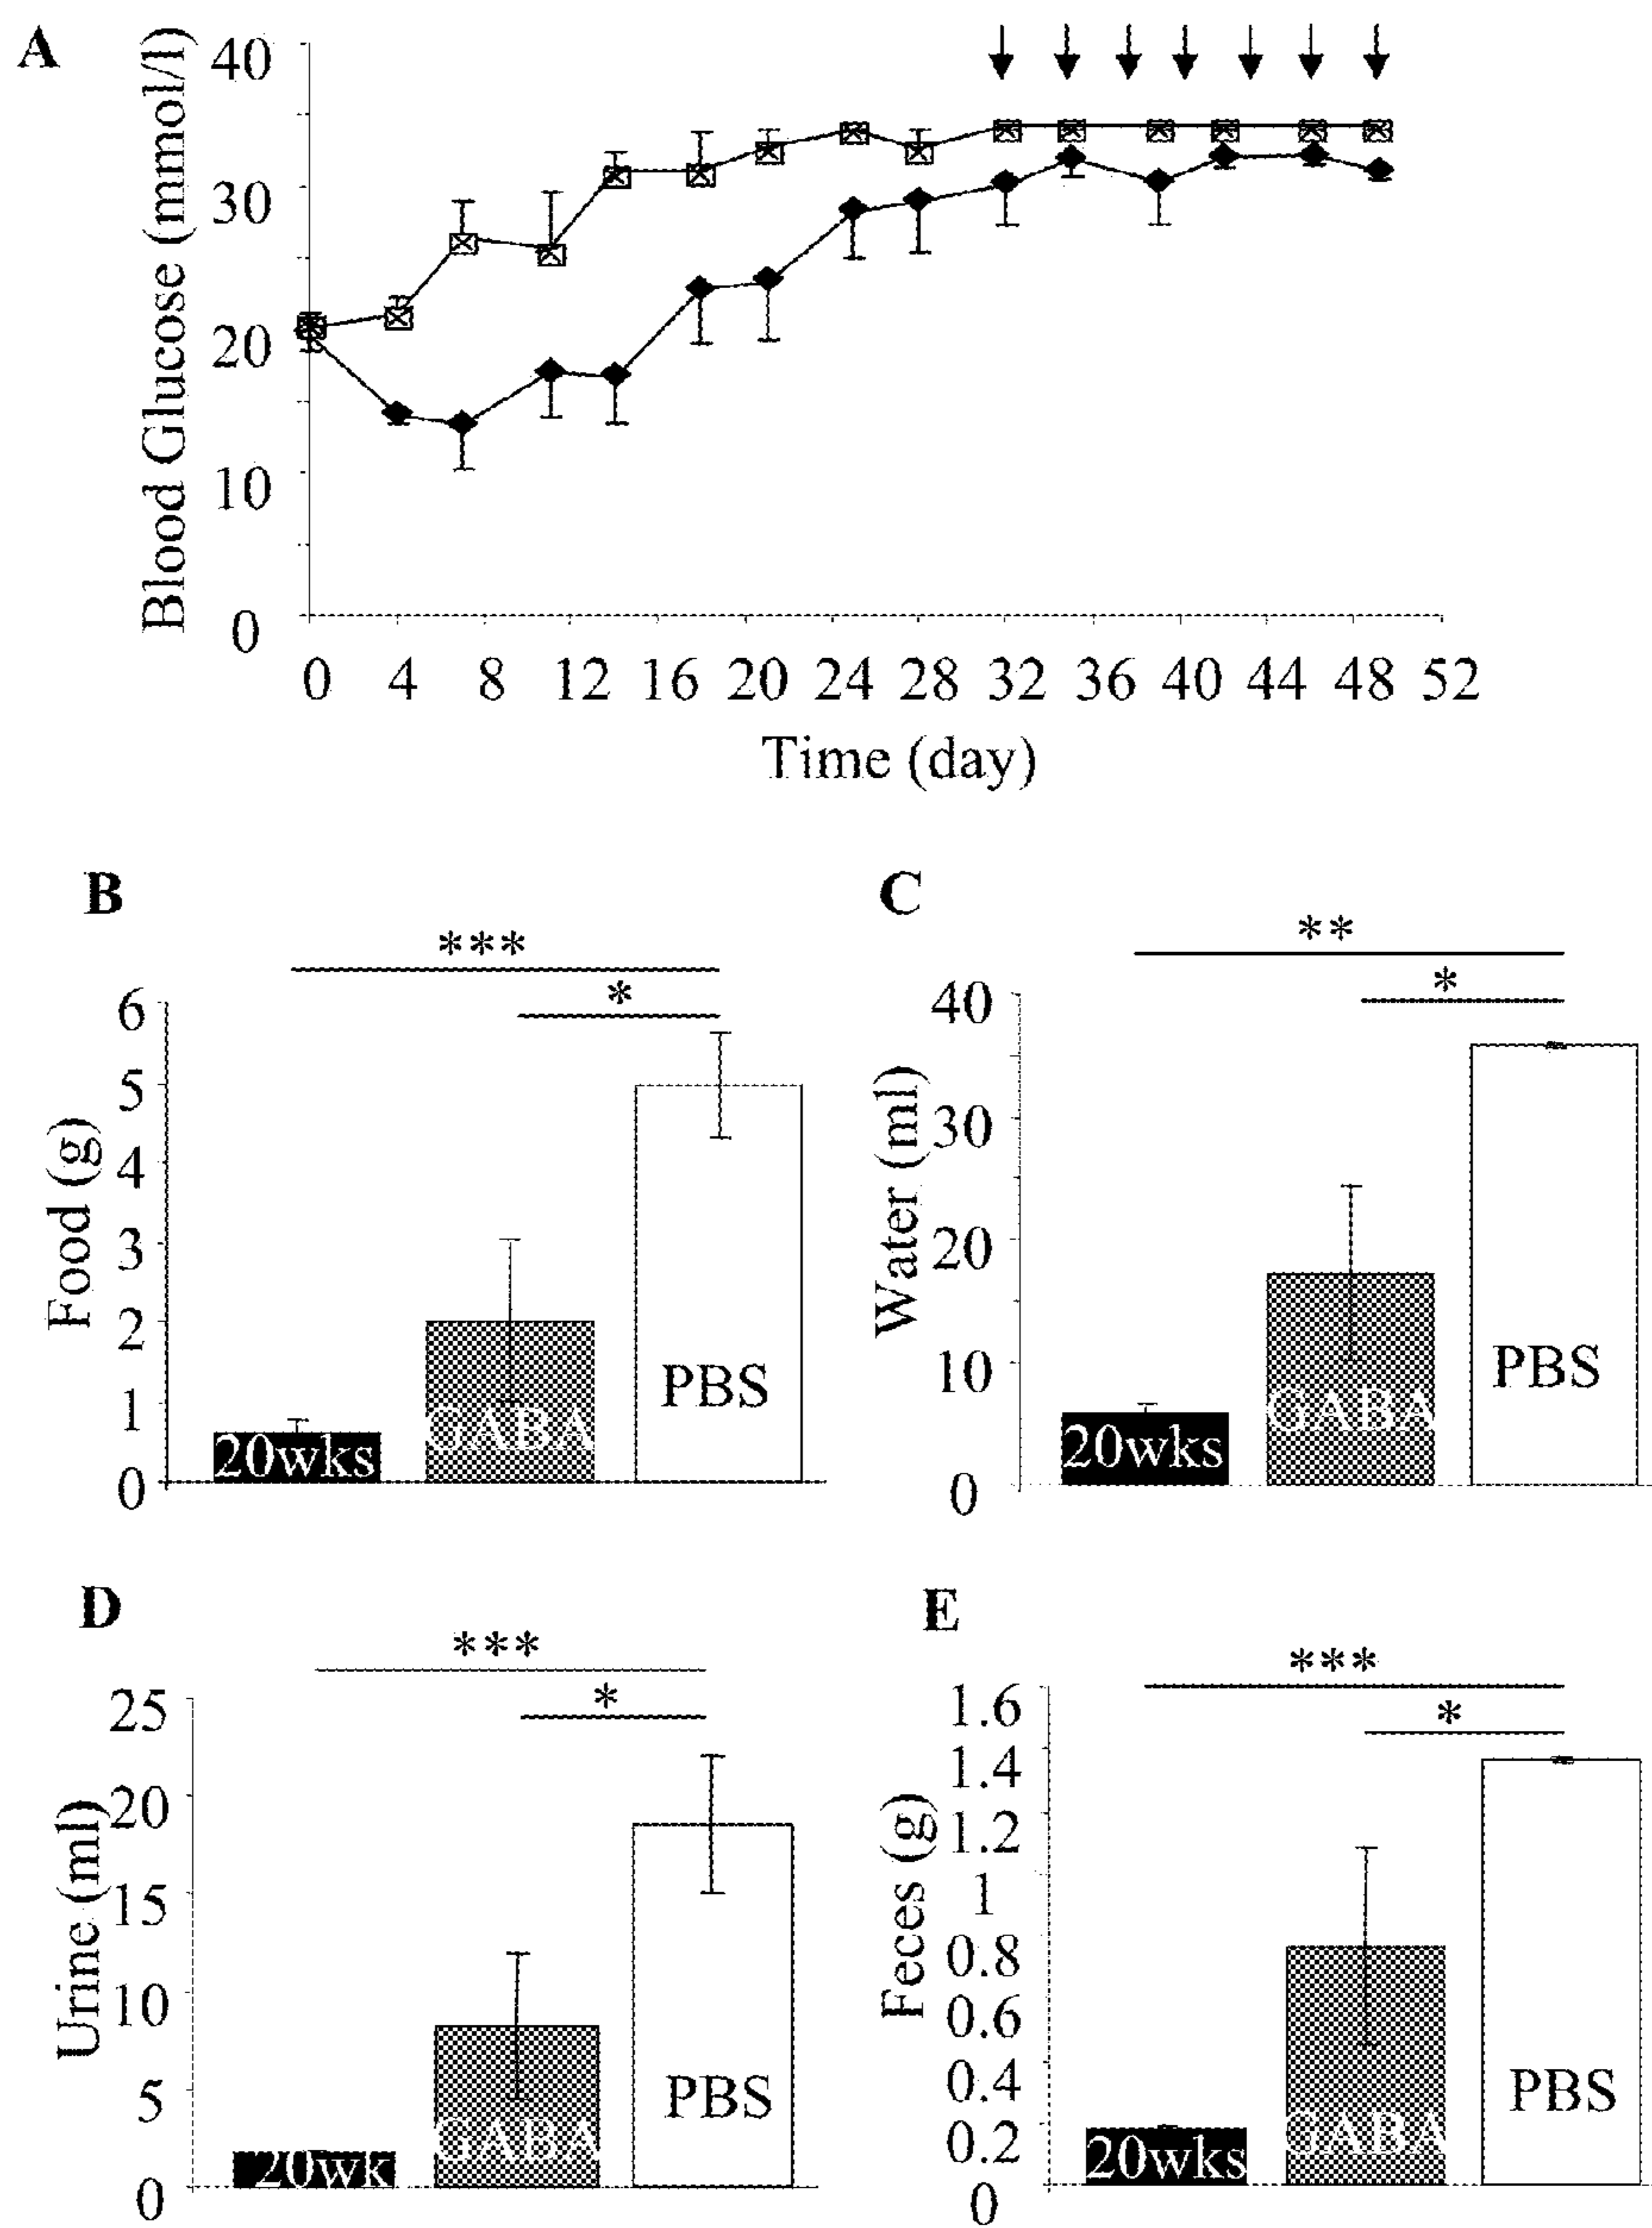 A
Blood Glucose (mmol/l)
40
30
20
10
0
0 4 8 12 16 20 24 28 32 36 40 44 48 52
Time (day)
B
***
*
Food (g)
6
5
4
3
2
1
0
20wks
GABA
PBS
C
**
*
Water (ml)
40
30
20
10
0
20wks
GABA
PBS
D
***
*
Urine (ml)
25
20
15
10
5
0
20wk
GABA
PBS
E
***
*
Feces (g)
1.6
1.4
1.2
1
0.8
0.6
0.4
0.2
0
20wks
GABA
PBS